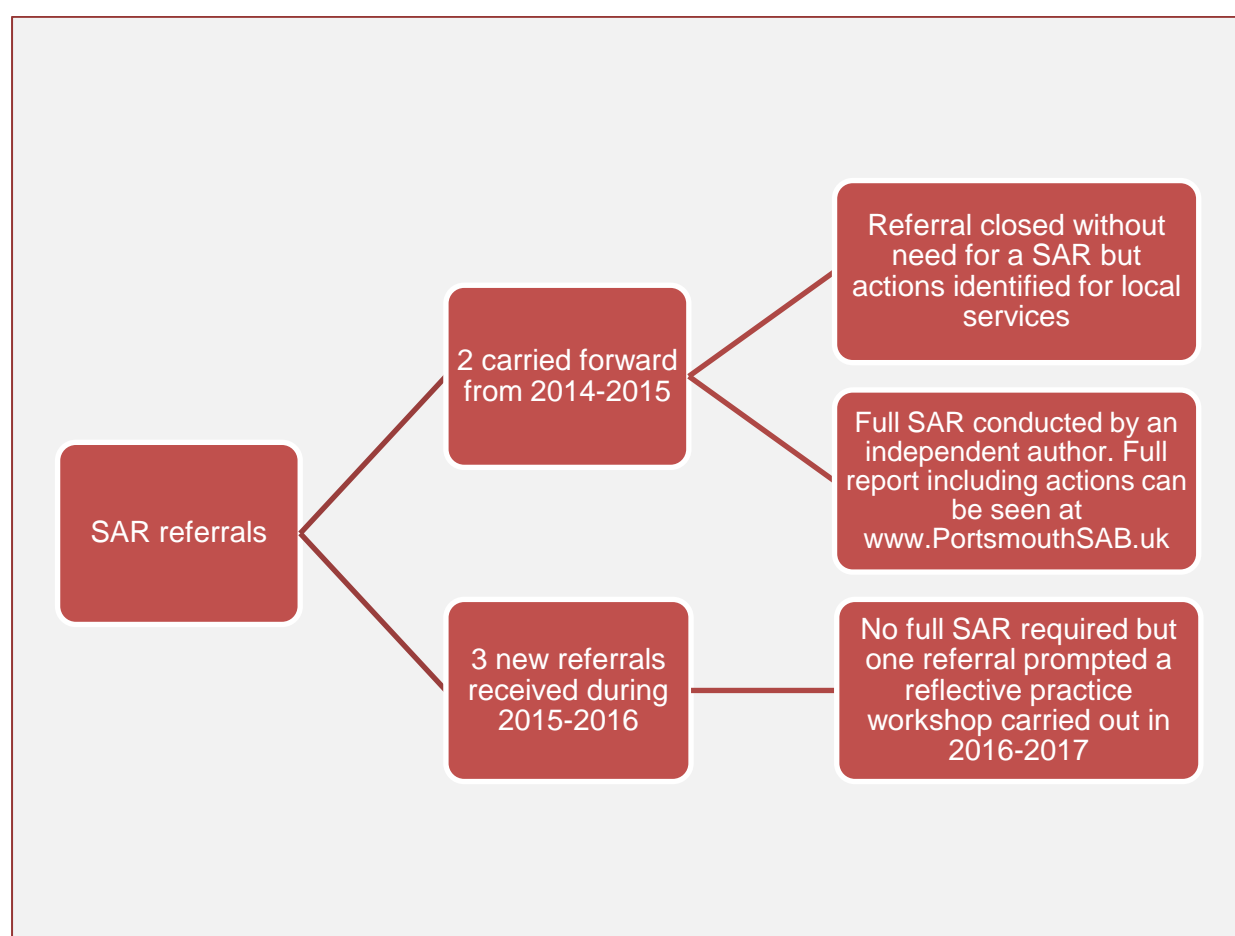 SAR referrals
2 carried forward
from 2014-2015
Referral closed without
need for a SAR but
actions identified for local
services
Full SAR conducted by an
independent author. Full
report including actions can
be seen at
www.PortsmouthSAB.uk
3 new referrals
received during
2015-2016
No full SAR required but
one referral prompted a
reflective practice
workshop carried out in
2016-2017